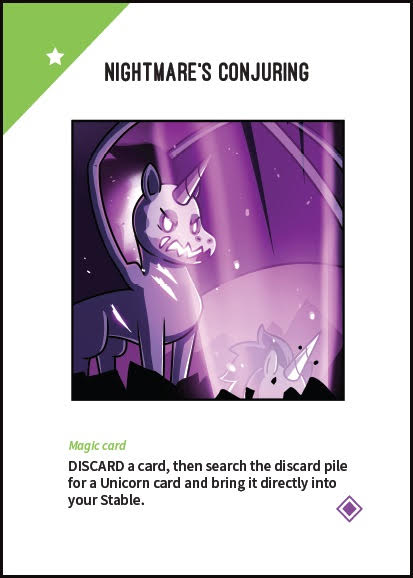 NIGHTMARE'S CONJURING
Magic card
DISCARD a card, then search the discard pile
for a Unicorn card and bring it directly into
your Stable.